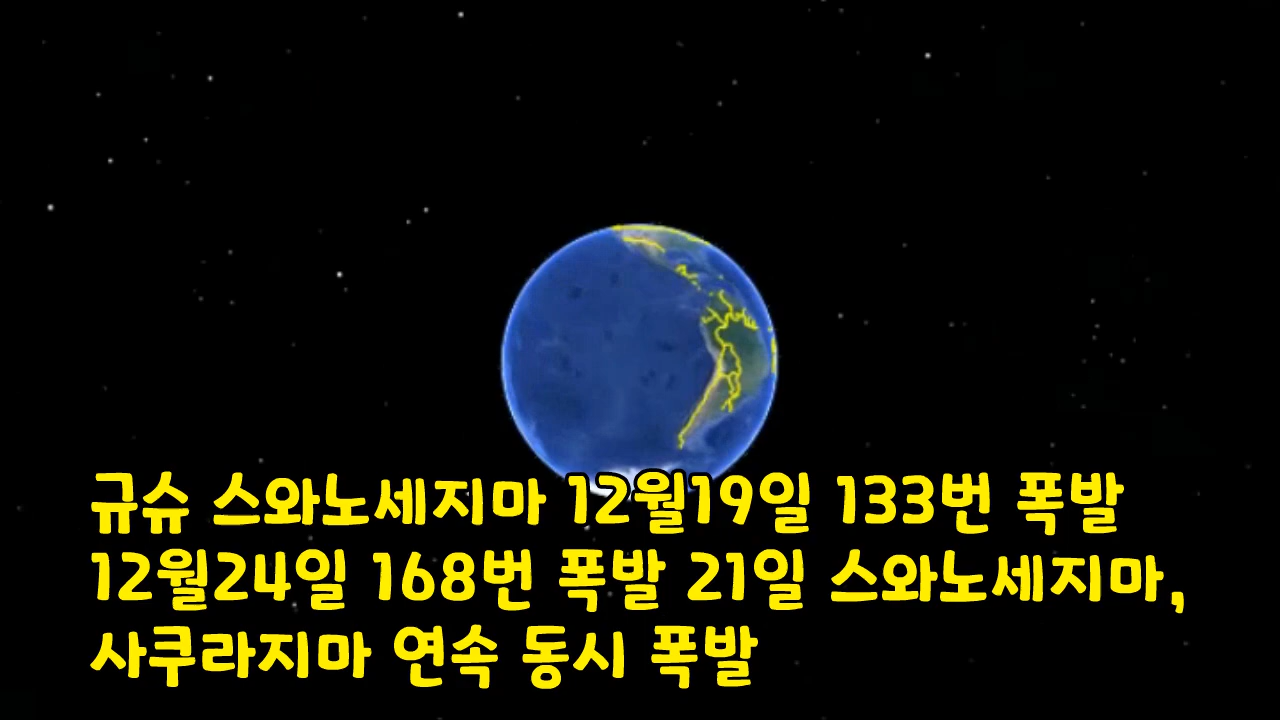 규슈 스와노세지마 12월19일 133번 폭발
12월24일 168번 폭발 21일 스와노세지마,
사쿠라지마 연속 동시 폭발